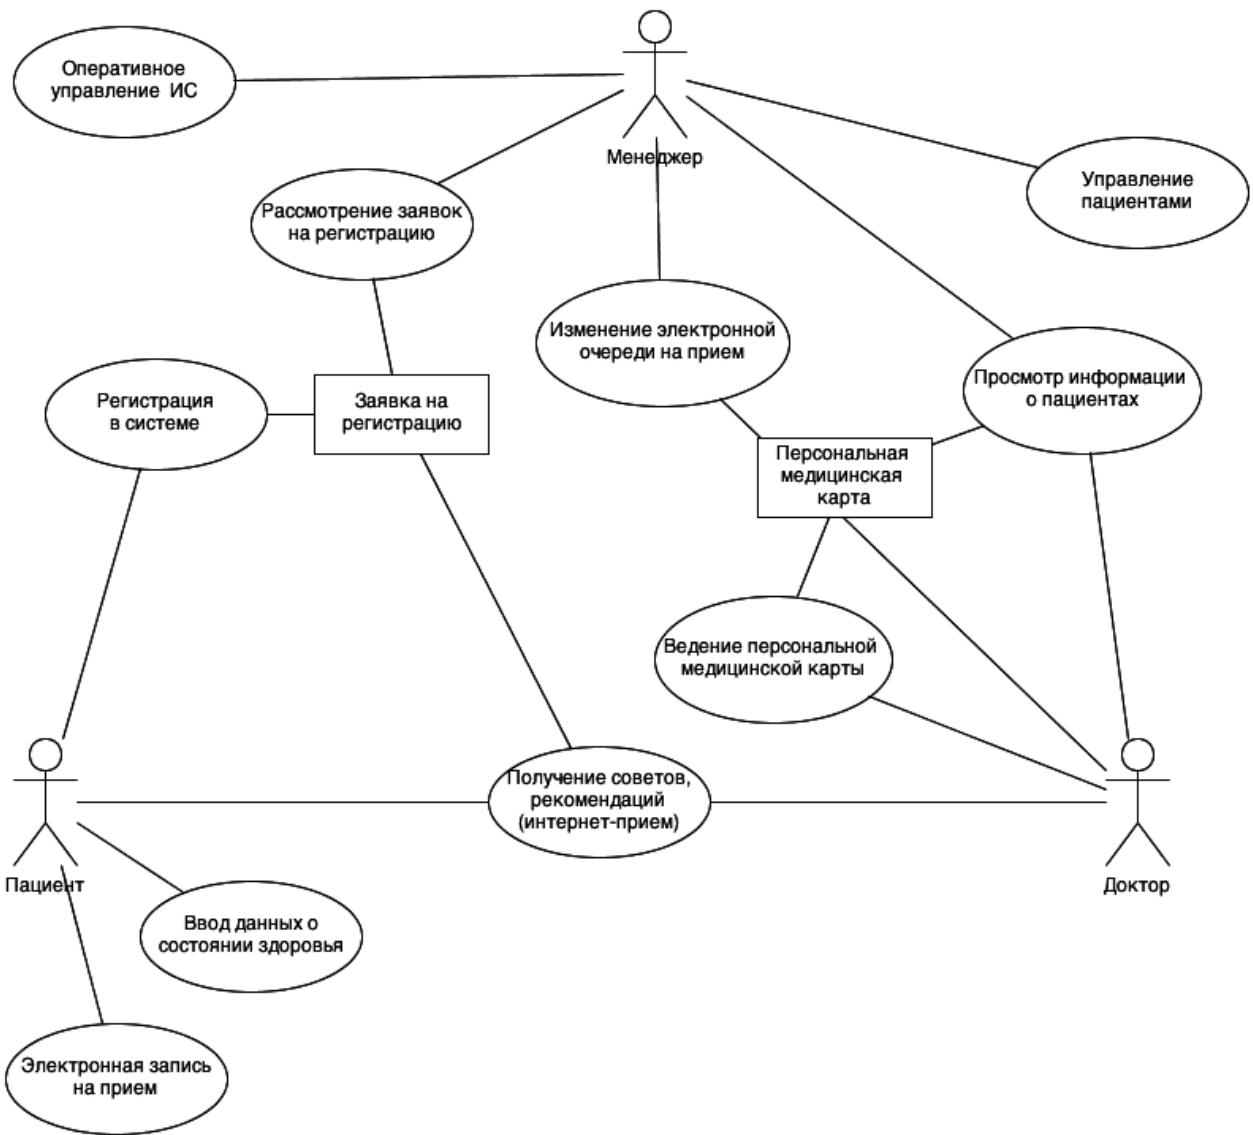 Оперативное
управление ИС
Менеджер
Управление
пациентами
Рассмотрение заявок
на регистрацию
Изменение электронной
очереди на прием
Просмотр информации
о пациентах
Регистрация
в системе
Заявка на
регистрацию
Персональная
медицинская
карта
Ведение персональной
медицинской карты
Получение советов,
рекомендаций
(интернет-прием)
Пациент
Доктор
Ввод данных о
состоянии здоровья
Электронная запись
на прием